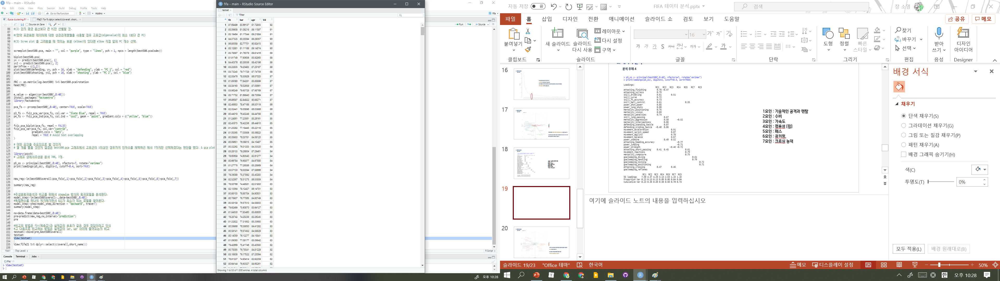 fifa - main - RStudio
File Edit Code View Plots Session Build Debug Profile Tools Help
Go to file/function
Addins
fifa
6.pca clustering.R*
fifa21 %>% dplyr::select(c(overall, short...
Source on Save
Run
Source
86 #(2) 단지 평균 분산보다 큰 PC만 선별할 것.
87
88 #(만약 표준화한 데이터에 대한 상관관계행렬을 사용할 경우 고유값(eigenvalue)이 최소 1보다 큰 PC)
89
90 #(3) Scree plot 을 그려봤을 때 꺾이는 부분 (elbow)이 있다면 elbow 지점 앞의 PC 개수 선택.
91
92
93 screeplot(best500.pca, main = "", col = "purple", type = "lines", pch = 1, npcs = length(best500.pca$sdev))
94
95 biplot(best500.pca)
96 yv <- predict(best500.pca)[, 1]
97 yv2 <- predict(best500.pca)[, 2]
98 par(mfrow = c(1,2))
99 plot(best500$defending, yv, pch = 16, xlab = "defending", ylab = "PC 1", col = "red")
100 plot(best500$shooting, yv2, pch = 16, xlab = "shooting", ylab = "PC 2", col = "blue")
101
102
103 PRC <- as.matrix(log.best500) %*% best500.pca$rotation
104 head(PRC)
105
106
107 e_value <- eigen(cor(best500[,8:40]))
108 install.packages("factoextra")
109 library(factoextra)
110
111 pca_fs <- prcomp(best500[,8:40], center=TRUE, scale=TRUE)
112
113 p3_fs <- fviz_pca_var(pca_fs, col.var = "Slate Blue", repel = TRUE)
114 p4_fs <- fviz_pca_ind(pca_fs, col.ind = "cos2", geom = "point", gradient.cols = c("yellow", "blue"))
115
116
117 fviz_pca_biplot(pca_fs, repel = FALSE)
118 fviz_pca_var(pca_fs, col.var="contrib",
119 gradient.cols = "Set1",
120 repel = TRUE # Avoid text overlapping
121 )
122
123 # 어떤 요인을 주요인으로 할 것인지
124 # 몇 개를 뽑을 것인지 결정은 best500.pca 그래프에서 고유근이 1이상인 경우까지 인자수를 채택하곤 해서 7까지만 선택하겠다는 판단을 했다. & pca plot
125
126 library(psych)
127 # 그래프 상에서주성분 분석 70%, 7개.
128
129 p5_os <- principal(best500[,8:40], nfactors=7, rotate="varimax")
130 print(loadings(p5_os), digits=2, cutoff=0.4, sort=TRUE)
131
132
133
134 new_reg<-lm(best500$overall~pca_fs$x[,1]+pca_fs$x[,2]+pca_fs$x[,3]+pca_fs$x[,4]+pca_fs$x[,5]+pca_fs$x[,6]+pca_fs$x[,7])
135
136 summary(new_reg)
137
138
139 #주성분회귀분석과 비교를 위해서 stepwise 방식의 회귀모델을 분석한다.
140 model_step<-lm(best500$overall~.,data=best500[,8:40])
141 #독립변수를 하나씩 제거해가면서 AIC가 최소가 되는 모델을 찾아본다.
142 model_step<-step(model_step,direction = "backward", trace=T)
143 summary(model_step)
144
145 nx=data.frame(data=best500[,8:40])
146 pre=predict(new_reg,nx,interval="prediction")
147 pre
148
149 #비교의 방법은 fit(예측값)과 실제값의 부호가 같은 경우 정답이라고 인식
150 #그 다음으로 비교하는 방법은 실제값이 lwr, upr 사이에 들어오는지 비교
151 testset<-cbind(pre,best500$overall)
152 testset
153 View(testset)
154
155 View(fifa21 %>% dplyr::select(c(overall,short_name)))
156
154:1 (Top Level)
R Script
Console Terminal Jobs
C:/fifa/
> View(testset)
>
오후 10:28
fifa - main - RStudio Source Editor
testset
Filter
fit lwr upr V4
1 87.69496 83.66137 91.72855 92
2 85.09908 81.08218 89.11597 91
3 85.19464 81.17044 89.21884 91
4 84.37325 80.35594 88.39057 90
5 86.80058 82.77701 90.82415 90
6 85.12881 81.11188 89.14574 90
7 85.78897 81.76378 89.81416 89
8 81.91749 77.90636 85.92863 88
9 84.40376 80.38556 88.42196 88
10 83.22835 79.20483 87.25187 88
11 83.73243 79.71728 87.74759 88
12 82.55476 78.53926 86.57025 87
13 81.85090 77.84281 85.85899 87
14 83.04160 79.02659 87.05661 87
15 83.96249 79.93728 87.98769 87
16 85.71752 81.69940 89.73564 87
17 86.86597 82.84922 90.88271 87
18 82.48653 78.47188 86.50119 86
19 82.02441 78.00896 86.03986 86
20 80.44018 76.43248 84.44788 85
21 81.24861 77.23561 85.26161 85
22 82.43573 78.42236 86.44910 85
23 81.20282 77.18445 85.22118 85
24 81.05365 77.03906 85.06823 85
25 80.05950 76.03781 84.08120 85
26 80.09651 76.08815 84.10487 85
27 80.32262 76.31203 84.33320 84
28 83.28133 79.26804 87.29461 84
29 78.60658 74.60040 82.61277 84
30 80.66784 76.65977 84.67590 84
31 81.27778 77.26586 85.28969 84
32 83.57130 79.55594 87.58666 84
33 79.39088 75.37892 83.40283 84
34 82.52567 78.51275 86.53859 84
35 78.50766 74.49581 82.51950 83
36 82.13564 78.12427 86.14701 83
37 80.88103 76.85704 84.90501 83
38 80.78907 76.77065 84.80749 83
39 80.58158 76.57513 84.58803 83
40 79.62499 75.60870 83.64127 83
41 81.84530 77.83460 85.85600 83
42 78.25742 74.25238 82.26245 83
43 81.32822 77.31952 85.33693 83
44 80.39966 76.38650 84.41282 83
45 80.58141 76.57452 84.58829 83
46 80.14059 76.12277 84.15841 83
47 81.09060 77.08177 85.09942 83
48 79.42669 75.41746 83.43593 82
49 80.78385 76.75541 84.81229 82
50 83.18808 79.17522 87.20094 82
51 78.91337 74.90414 82.92259 82
52 80.64144 76.63027 84.65261 82
Showing 1 to 53 of 1,500 entries, 4 total columns
자동 저장 끔
FIFA 데이터 분석.pptx
검색
장 소영
파일 홈 삽입 디자인 전환 애니메이션 슬라이드 쇼 검토 보기 도움말
공유 메모
붙여넣기
클립보드
새 슬라이드
슬라이드 다시 사용
레이아웃
다시 설정
구역
슬라이드
16
글꼴
단락
도형
정렬
빠른 스타일
그리기
찾기
바꾸기
선택
편집
받아쓰기
음성
디자인 아이디어
Designer
16
17
18
19
20
분석 주제 4
> p5_os <- principal(best500[,8:40], nfactors=7, rotate="varimax")
> print(loadings(p5_os), digits=2, cutoff=0.4, sort=TRUE)
Loadings:
RC1 RC2 RC3 RC4 RC6 RC7 RC5
attacking_finishing 0.78 -0.47
attacking_volleys 0.79
skill_dribbling 0.61 0.51
skill_curve 0.72
skill_fk_accuracy 0.73
skill_ball_control 0.61 0.55
power_shot_power 0.85
power_long_shots 0.88
mentality_positioning 0.76
mentality_vision 0.69
mentality_penalties 0.74
skill_long_passing 0.67
mentality_aggression 0.58 -0.52
mentality_interceptions 0.86
defending_standing_tackle 0.87
defending_sliding_tackle -0.40 0.86
movement_acceleration 0.91
movement_sprint_speed 0.87
movement_agility 0.78
movement_balance 0.67
power_stamina 0.49 0.52
attacking_heading_accuracy -0.77
power_jumping -0.71
power_strength -0.46 -0.72
attacking_short_passing 0.41 0.45 0.61
movement_reactions 0.79
mentality_composure 0.75
goalkeeping_diving 0.61
goalkeeping_handling 0.79
goalkeeping_kicking 0.72
goalkeeping_positioning 0.71
attacking_crossing 0.47 0.46
goalkeeping_reflexes
RC1 RC2 RC3 RC4 RC6 RC7 RC5
SS loadings 7.50 4.37 4.29 3.13 2.63 1.16 1.16
Proportion Var 0.23 0.13 0.13 0.09 0.08 0.04 0.04
Cumulative Var 0.23 0.36 0.49 0.58 0.66 0.70 0.73
1요인 : 기술적인 공격과 멘탈
2요인 : 수비
3요인 : 가속도
4요인 : 협응성 (힘)
5요인 : 패스
6요인 : 골키핑,
7요인 : 크로싱 능력
여기에 슬라이드 노트의 내용을 입력하십시오
배경 서식
채우기
단색 채우기(S)
그라데이션 채우기(G)
그림 또는 질감 채우기(P)
패턴 채우기(A)
배경 그래픽 숨기기(H)
색(C)
투명도(T) 0%
모두 적용(L) 배경 원래대로(B)
슬라이드 19/23 "Office 테마" 한국어
메모 디스플레이 설정 50%
한 오후 10:28